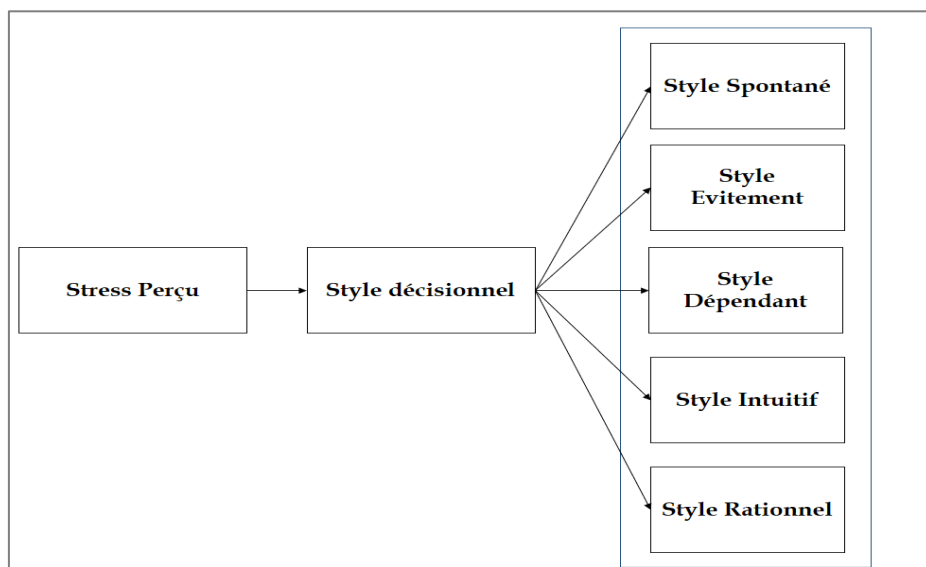 Stress Perçu
Style décisionnel
Style Spontané
Style
Evitement
Style
Dépendant
Style Intuitif
Style Rationnel